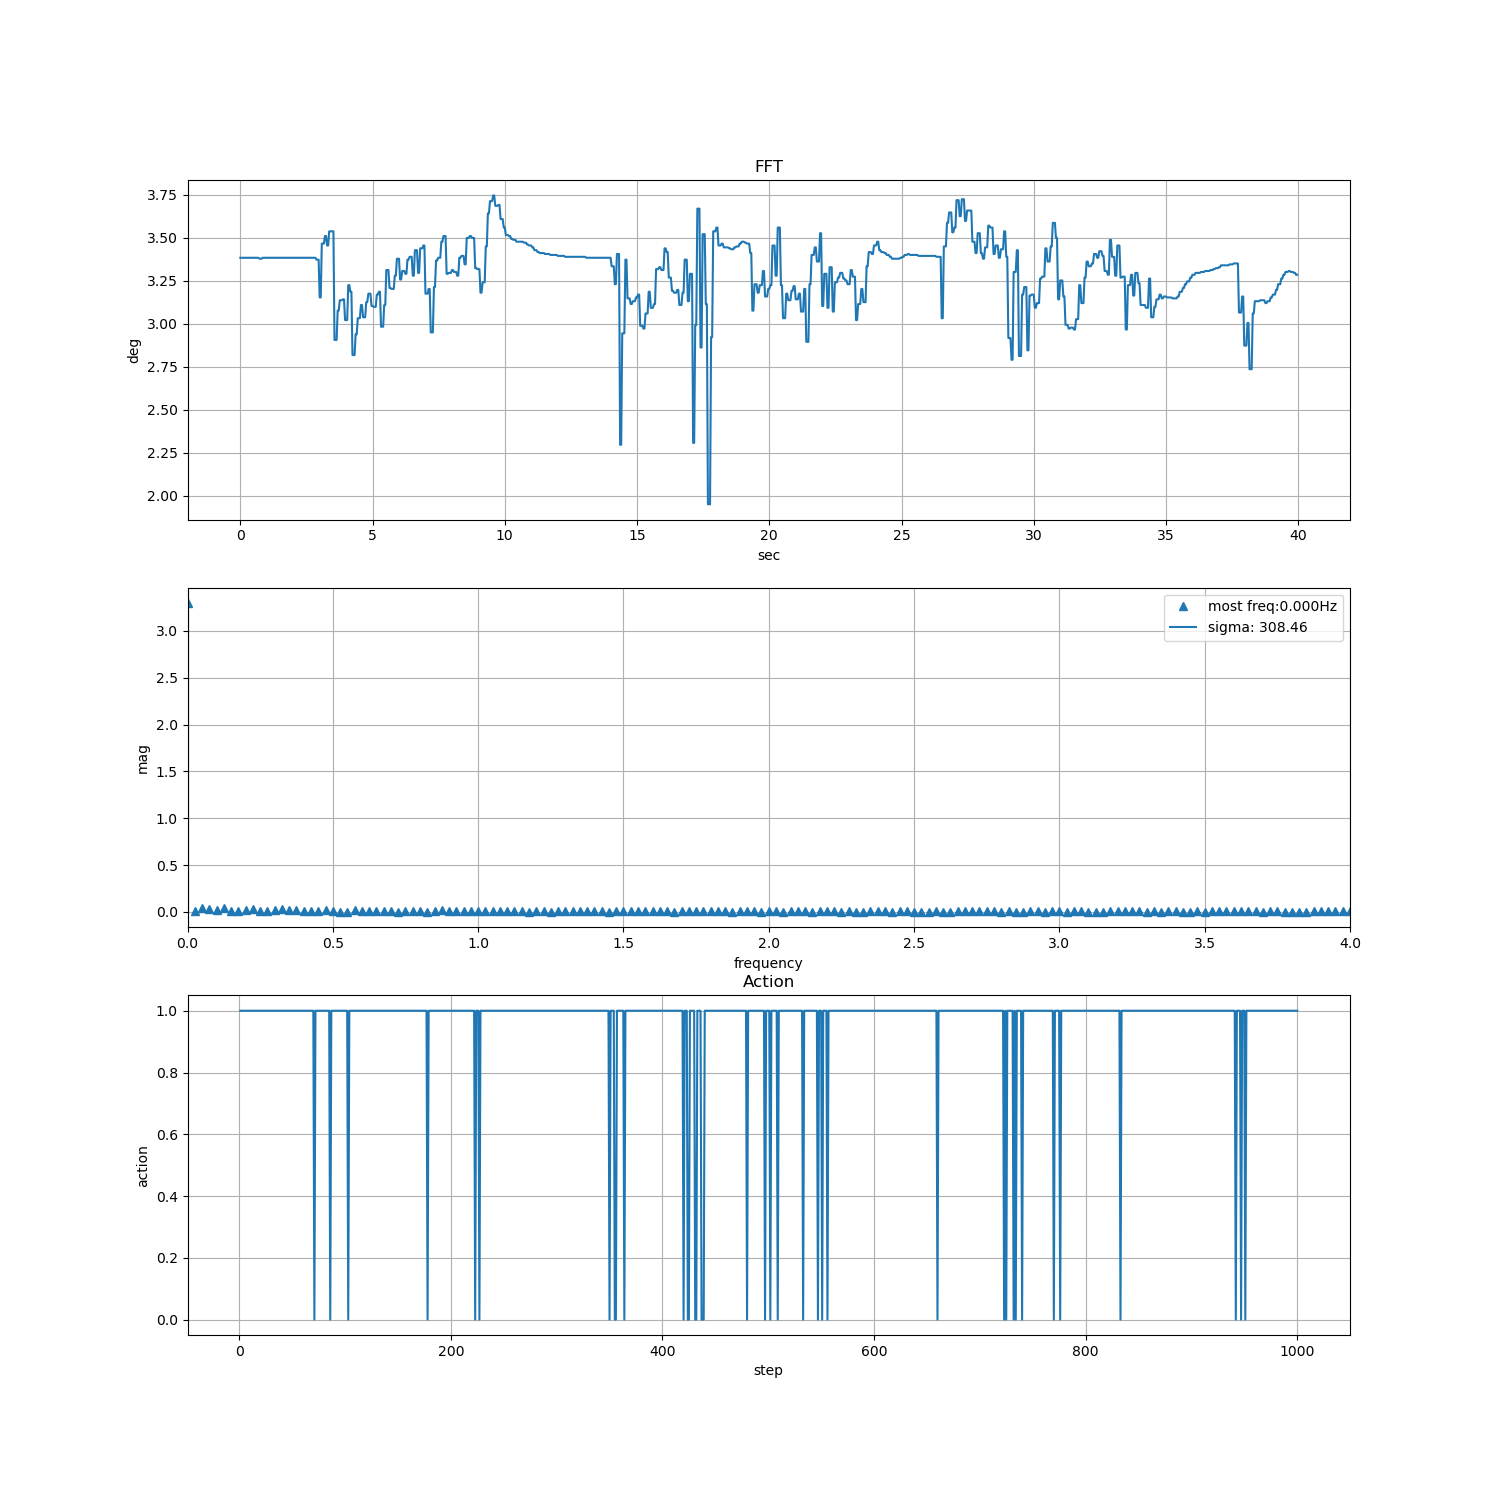 FFT
3.75
3.50
3.25
3.00
2.75
2.50
2.25
2.00
deg
0 5 10 15 20 25 30 35 40
sec
most freq:0.000Hz
sigma: 308.46
3.0
2.5
2.0
1.5
1.0
0.5
0.0
mag
0.0 0.5 1.0 1.5 2.0 2.5 3.0 3.5 4.0
frequency
Action
1.0
0.8
0.6
0.4
0.2
0.0
action
0 200 400 600 800 1000
step